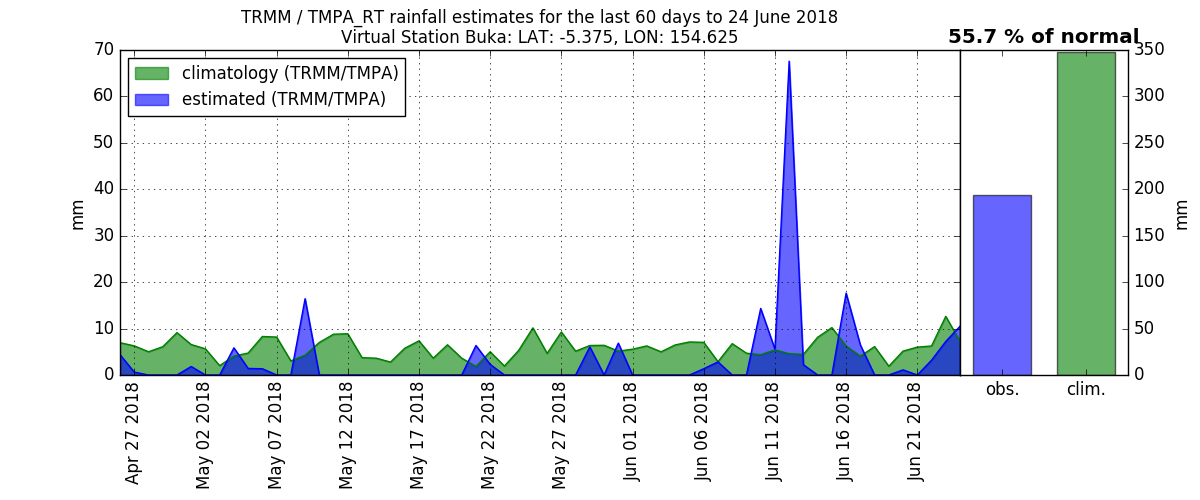 TRMM / TMPA_RT rainfall estimates for the last 60 days to 24 June 2018
Virtual Station Buka: LAT: -5.375, LON: 154.625
55.7 % of normal
climatology (TRMM/TMPA)
estimated (TRMM/TMPA)
70
60
50
40
30
20
10
0
mm
350
300
250
200
150
100
50
0
mm
Apr 27 2018
May 02 2018
May 07 2018
May 12 2018
May 17 2018
May 22 2018
May 27 2018
Jun 01 2018
Jun 06 2018
Jun 11 2018
Jun 16 2018
Jun 21 2018
obs.
clim.